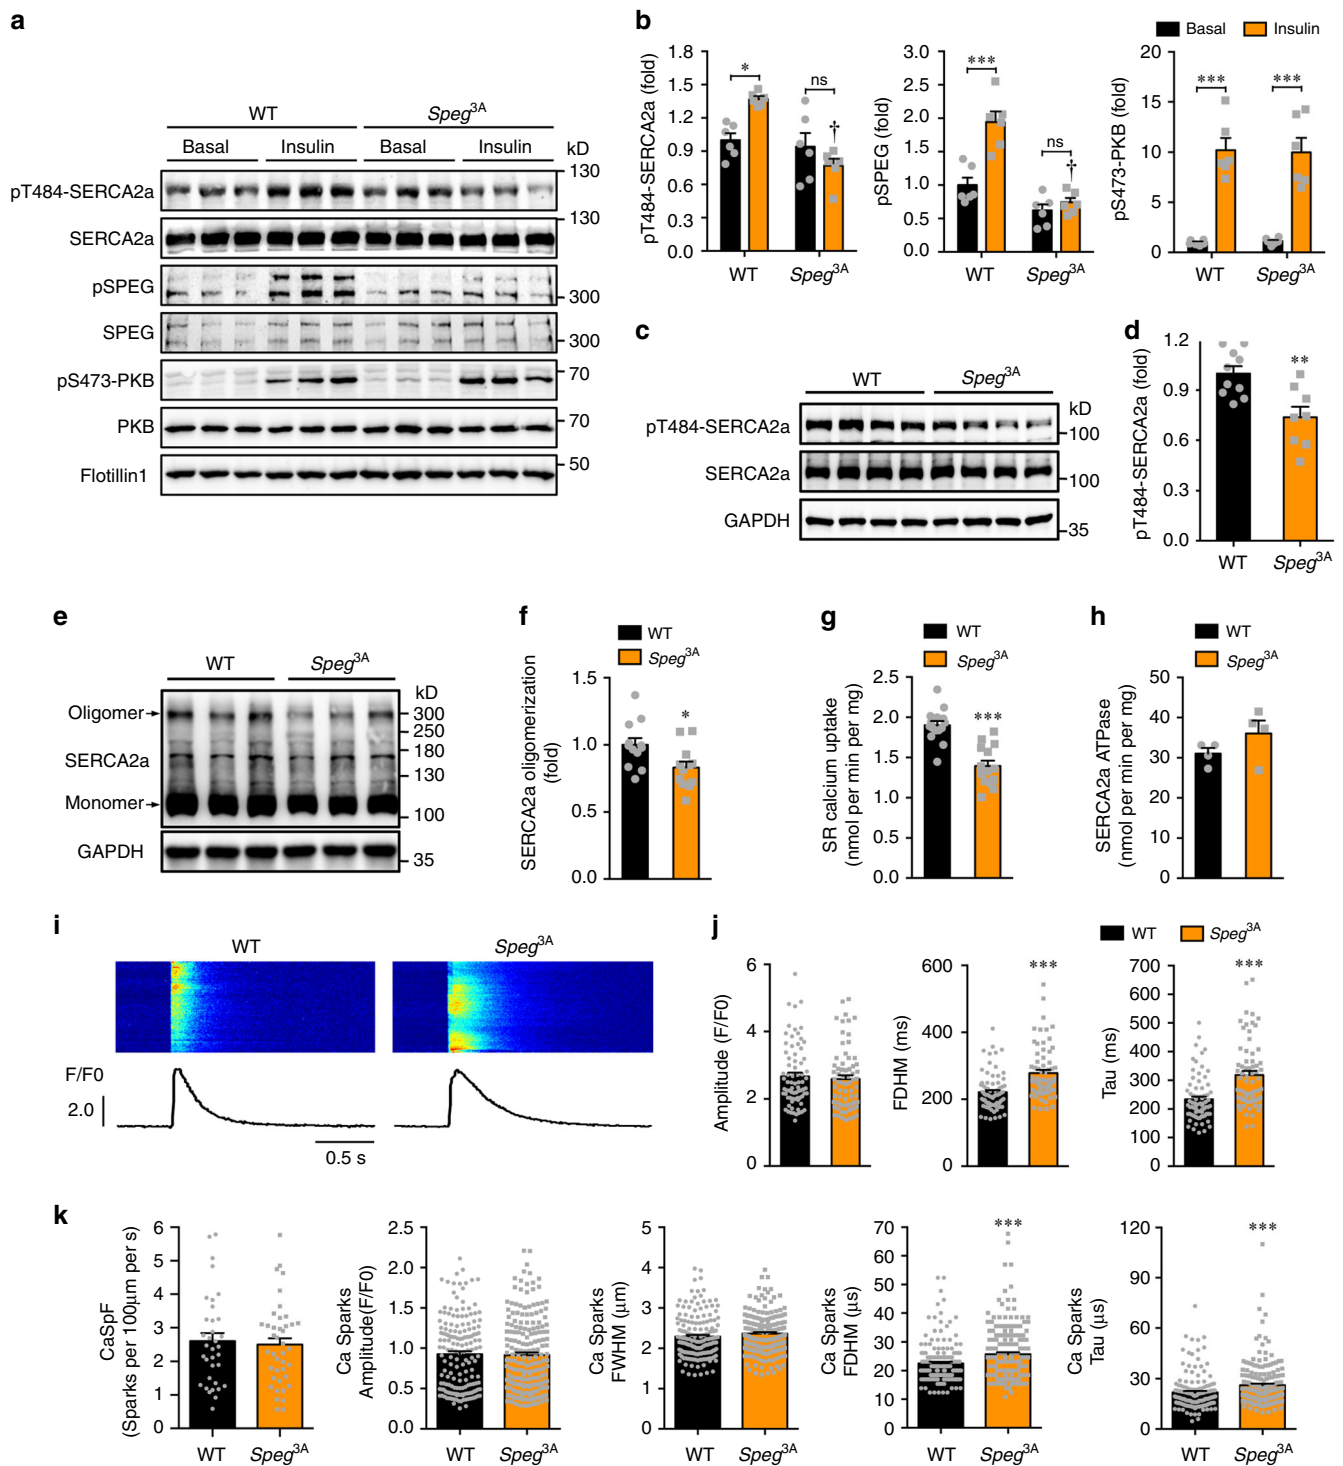 a
WT
Speg3A
Basal
Insulin
Basal
Insulin
kD
pT484-SERCA2a
130
SERCA2a
130
pSPEG
300
SPEG
300
pS473-PKB
70
PKB
70
Flotillin1
50
b
Basal
Insulin
pT484-SERCA2a (fold)
1.8
1.5
1.2
0.9
0.6
0.3
0.0
*
ns
†
WT
Speg3A
pSPEG (fold)
3.0
2.5
2.0
1.5
1.0
0.5
0.0
***
ns
†
WT
Speg3A
pS473-PKB (fold)
20
15
10
5
0
***
***
WT
Speg3A
c
WT
Speg3A
kD
pT484-SERCA2a
100
SERCA2a
100
GAPDH
35
d
pT484-SERCA2a (fold)
1.2
0.9
0.6
0.3
0.0
**
WT
Speg3A
e
WT
Speg3A
kD
Oligomer
300
250
180
SERCA2a
130
Monomer
100
GAPDH
35
f
WT
Speg3A
SERCA2a oligomerization
(fold)
1.5
1.0
0.5
0.0
*
g
WT
Speg3A
SR calcium uptake
(nmol per min per mg)
2.5
2.0
1.5
1.0
0.5
0.0
***
h
WT
Speg3A
SERCA2a ATPase
(nmol per min per mg)
50
40
30
20
10
0
i
WT
Speg3A
F/F0
2.0
0.5 s
j
WT
Speg3A
Amplitude (F/F0)
6
4
2
0
FDHM (ms)
600
400
200
0
***
Tau (ms)
700
600
500
400
300
200
100
0
***
k
CaSpF
(Sparks per 100µm per s)
6
5
4
3
2
1
0
WT
Speg3A
Ca Sparks
Amplitude(F/F0)
2.5
2.0
1.5
1.0
0.5
0.0
WT
Speg3A
Ca Sparks
FWHM (µm)
5
4
3
2
1
0
WT
Speg3A
Ca Sparks
FDHM (µs)
70
60
50
40
30
20
10
0
***
WT
Speg3A
Ca Sparks
Tau (µs)
120
90
60
30
0
***
WT
Speg3A